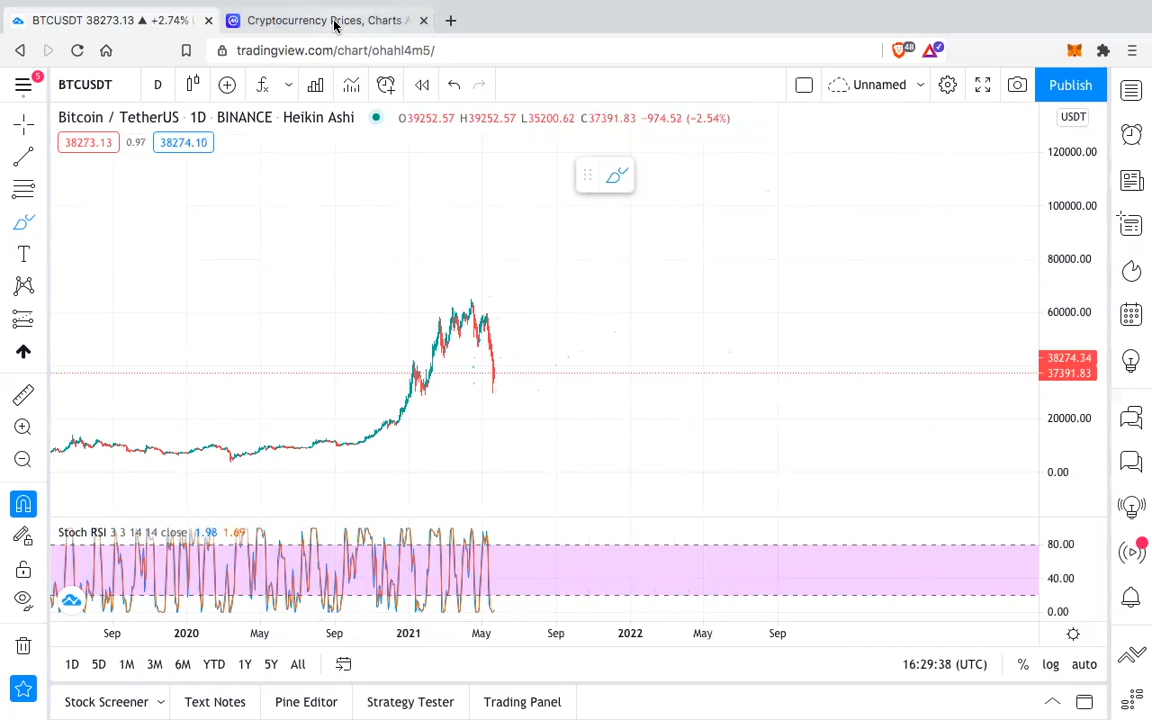 BTCUSDT 38273.13 ▲ +2.74%
Cryptocurrency Prices, Charts
tradingview.com/chart/ohahl4m5/
48
5
BTCUSDT D Unnamed Publish
Bitcoin / TetherUS · 1D · BINANCE · Heikin Ashi O39252.57 H39252.57 L35200.62 C37391.83 −974.52 (−2.54%)
USDT
38273.13 0.97 38274.10
120000.00
100000.00
80000.00
60000.00
38274.34
37391.83
20000.00
0.00
Stoch RSI 3 3 14 14 close 1.98 1.69
80.00
40.00
0.00
Sep 2020 May Sep 2021 May Sep 2022 May Sep
1D 5D 1M 3M 6M YTD 1Y 5Y All 16:29:38 (UTC) % log auto
Stock Screener Text Notes Pine Editor Strategy Tester Trading Panel